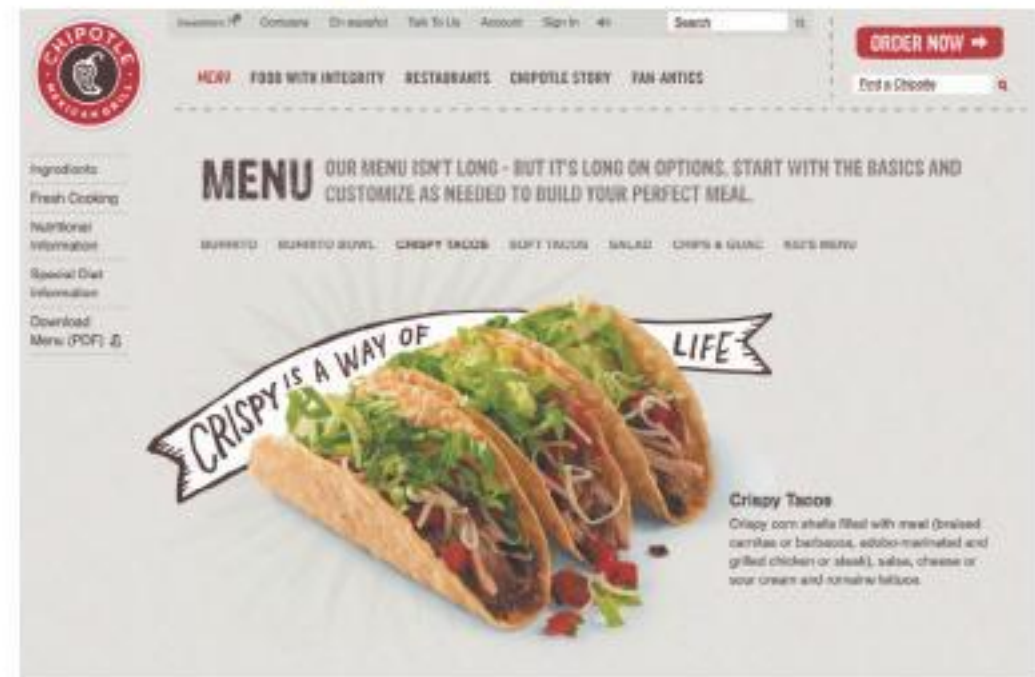 CHIPOTLE
MEXICAN GRILL
Company En español Talk To Us Account Sign In
Search
ORDER NOW
Find a Chipotle
MENU FOOD WITH INTEGRITY RESTAURANTS CHIPOTLE STORY FAN ANTICS
Ingredients
Fresh Cooking
Nutritional
Information
Special Diet
Information
Download
Menu (PDF)
MENU OUR MENU ISN'T LONG - BUT IT'S LONG ON OPTIONS. START WITH THE BASICS AND
CUSTOMIZE AS NEEDED TO BUILD YOUR PERFECT MEAL.
BURRITO BURRITO BOWL CRISPY TACOS SOFT TACOS SALAD CHIPS & GUAC KID'S MENU
CRISPY IS A WAY OF LIFE
Crispy Tacos
Crispy corn shells filled with meat (braised
carnitas or barbacoa, adobo-marinated and
grilled chicken or steak), salsa, cheese or
sour cream and romaine lettuce.